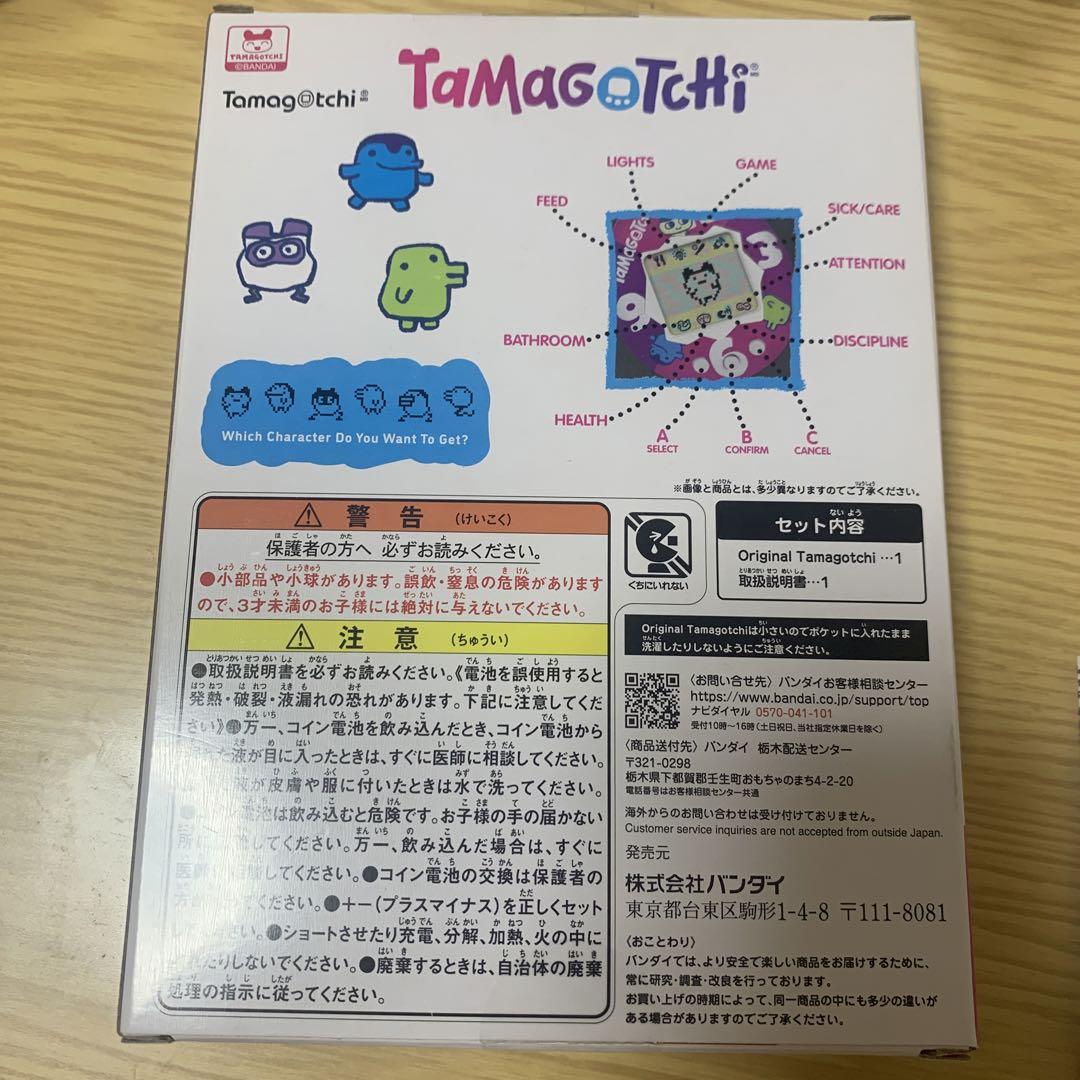 TAMAGOTCHI
©BANDAI
Tamagotchi
TaMaGOTCHi
LIGHTS
GAME
FEED
SICK/CARE
ATTENTION
BATHROOM
DISCIPLINE
HEALTH
A
SELECT
B
CONFIRM
C
CANCEL
TaMaGOTC
3
6
9
Which Character Do You Want To Get?
※画像と商品とは、多少異なりますのでご了承ください。
警告 (けいこく)
保護者の方へ 必ずお読みください。
●小部品や小球があります。誤飲・窒息の危険があります
ので、3才未満のお子様には絶対に与えないでください。
注意 (ちゅうい)
●取扱説明書を必ずお読みください。《電池を誤使用すると
発熱・破裂・液漏れの恐れがあります。下記に注意してくだ
さい》●万一、コイン電池を飲み込んだとき、コイン電池から
た液が目に入ったときは、すぐに医師に相談してください。
液が皮膚や服に付いたときは水で洗ってください。
電池は飲み込むと危険です。お子様の手の届かない
所に してください。万一、飲み込んだ場合は、すぐに
医 してください。●コイン電池の交換は保護者の
方 ください。●+−(プラスマイナス)を正しくセット
ください。●ショートさせたり充電、分解、加熱、火の中に
たりしないでください。●廃棄するときは、自治体の廃棄
処理の指示に従ってください。
くちにいれない
セット内容
Original Tamagotchi …1
取扱説明書…1
Original Tamagotchiは小さいのでポケットに入れたまま
洗濯したりしないようにご注意ください。
〈お問い合せ先〉バンダイお客様相談センター
https://www.bandai.co.jp/support/top
ナビダイヤル 0570-041-101
受付10時〜16時(土日祝日、当社指定休業日を除く)
〈商品送付先〉バンダイ 栃木配送センター
〒321-0298
栃木県下都賀郡壬生町おもちゃのまち4-2-20
電話番号はお客様相談センター共通
海外からのお問い合わせは受け付けておりません。
Customer service inquiries are not accepted from outside Japan.
発売元
株式会社バンダイ
東京都台東区駒形1-4-8 〒111-8081
〈おことわり〉
バンダイでは、より安全で楽しい商品をお届けするために、
常に研究・調査・改良を行っております。
お買い上げの時期によって、同一商品の中にも多少の違いが
ある場合がありますのでご了承ください。